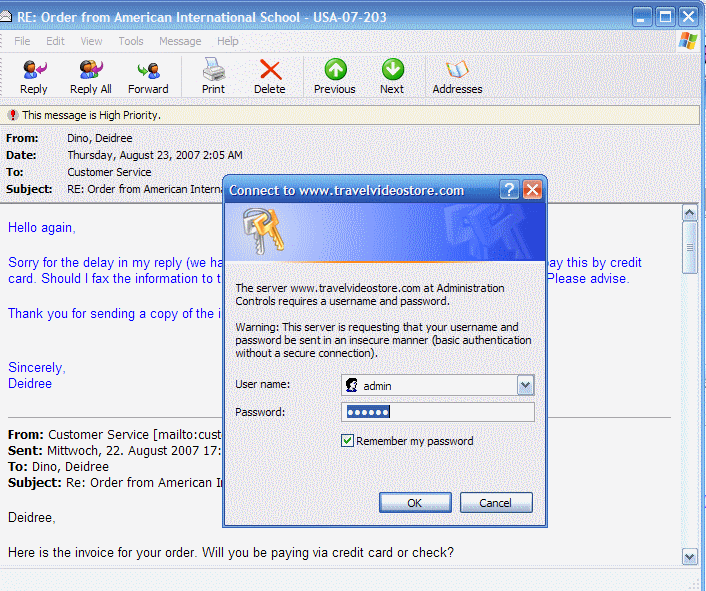 RE: Order from American International School - USA-07-203
File Edit View Tools Message Help
Reply Reply All Forward Print Delete Previous Next Addresses
This message is High Priority.
From: Dino, Deidree
Date: Thursday, August 23, 2007 2:05 AM
To: Customer Service
Subject: RE: Order from American Interna
Hello again,
Sorry for the delay in my reply (we ha pay this by credit
card. Should I fax the information to t Please advise.
Thank you for sending a copy of the i
Sincerely,
Deidree
From: Customer Service [mailto:cust
Sent: Mittwoch, 22. August 2007 17:
To: Dino, Deidree
Subject: Re: Order from American I
Deidree,
Here is the invoice for your order. Will you be paying via credit card or check?
Connect to www.travelvideostore.com
The server www.travelvideostore.com at Administration
Controls requires a username and password.
Warning: This server is requesting that your username and
password be sent in an insecure manner (basic authentication
without a secure connection).
User name: admin
Password: ●●●●●●
Remember my password
OK Cancel